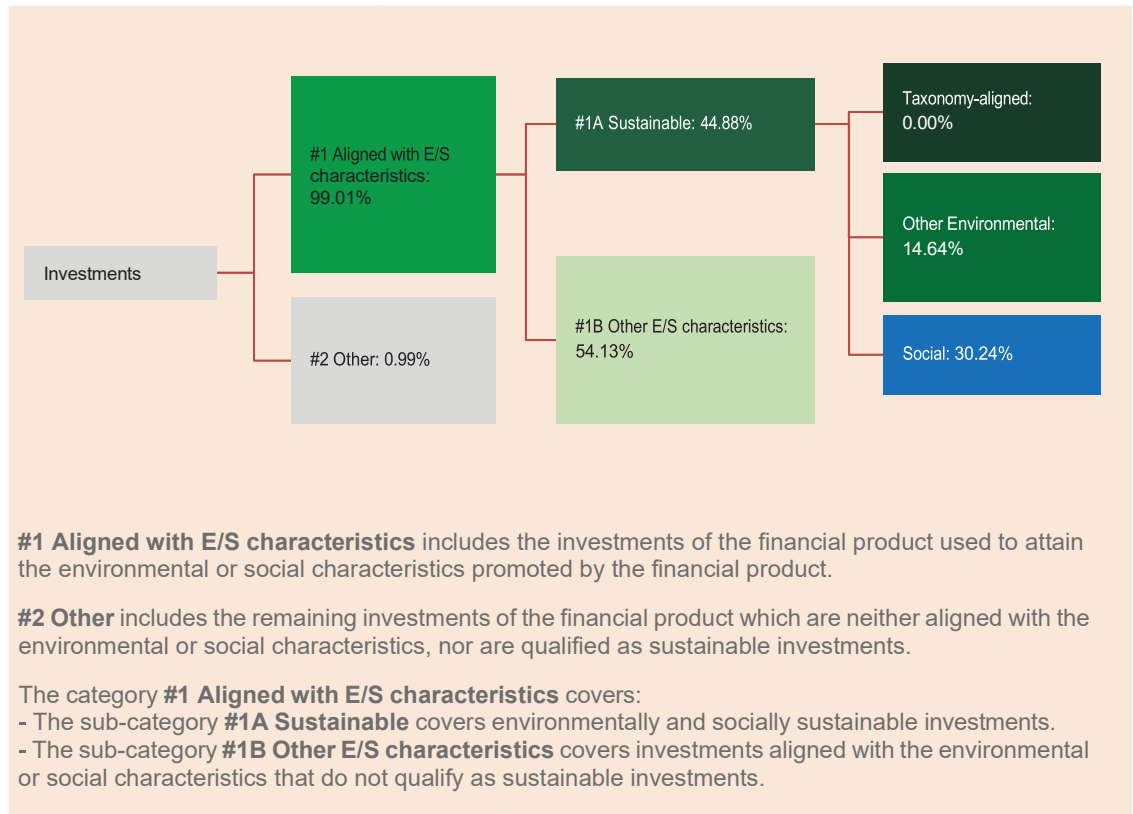 Investments
#1 Aligned with E/S
characteristics:
99.01%
#2 Other: 0.99%
#1A Sustainable: 44.88%
#1B Other E/S characteristics:
54.13%
Taxonomy-aligned:
0.00%
Other Environmental:
14.64%
Social: 30.24%
#1 Aligned with E/S characteristics includes the investments of the financial product used to attain
the environmental or social characteristics promoted by the financial product.
#2 Other includes the remaining investments of the financial product which are neither aligned with the
environmental or social characteristics, nor are qualified as sustainable investments.
The category #1 Aligned with E/S characteristics covers:
- The sub-category #1A Sustainable covers environmentally and socially sustainable investments.
- The sub-category #1B Other E/S characteristics covers investments aligned with the environmental
or social characteristics that do not qualify as sustainable investments.